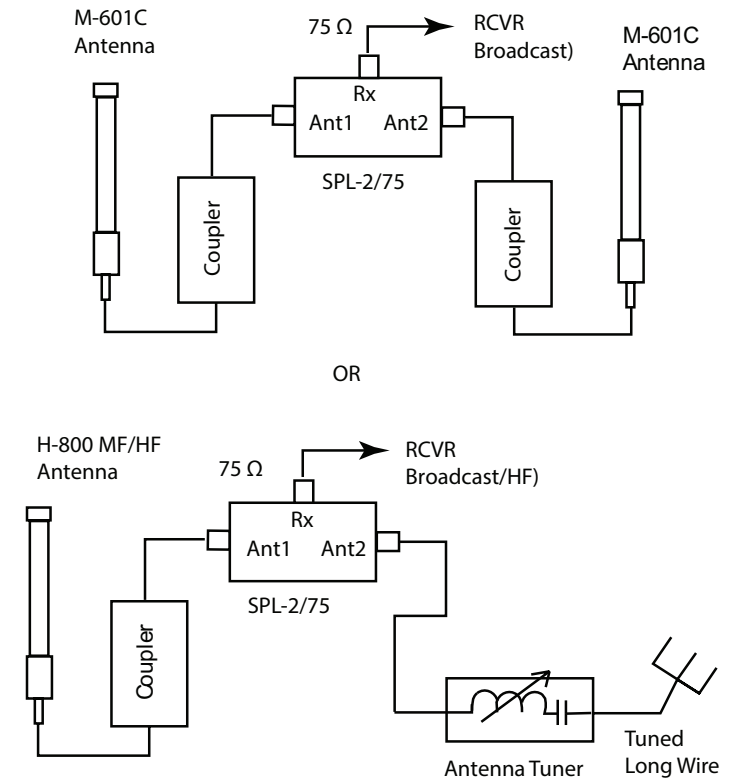 M-601C
Antenna
75 Ω
RCVR
Broadcast)
M-601C
Antenna
Rx
Ant1
Ant2
SPL-2/75
Coupler
Coupler
OR
H-800 MF/HF
Antenna
75 Ω
RCVR
Broadcast/HF)
Rx
Ant1
Ant2
SPL-2/75
Coupler
Antenna Tuner
Tuned
Long Wire